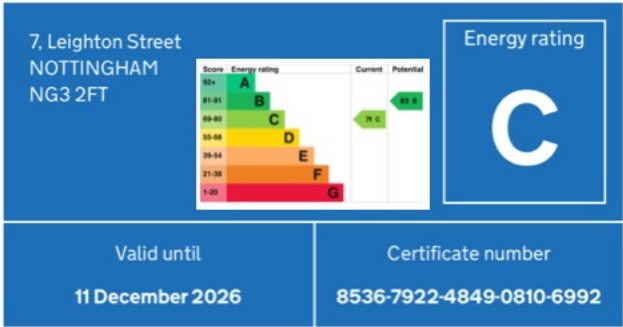 7, Leighton Street
NOTTINGHAM
NG3 2FT
Energy rating
C
Score Energy rating Current Potential
92+ A
81-91 B 83 B
69-80 C 71 C
55-68 D
39-54 E
21-38 F
1-20 G
Valid until
11 December 2026
Certificate number
8536-7922-4849-0810-6992